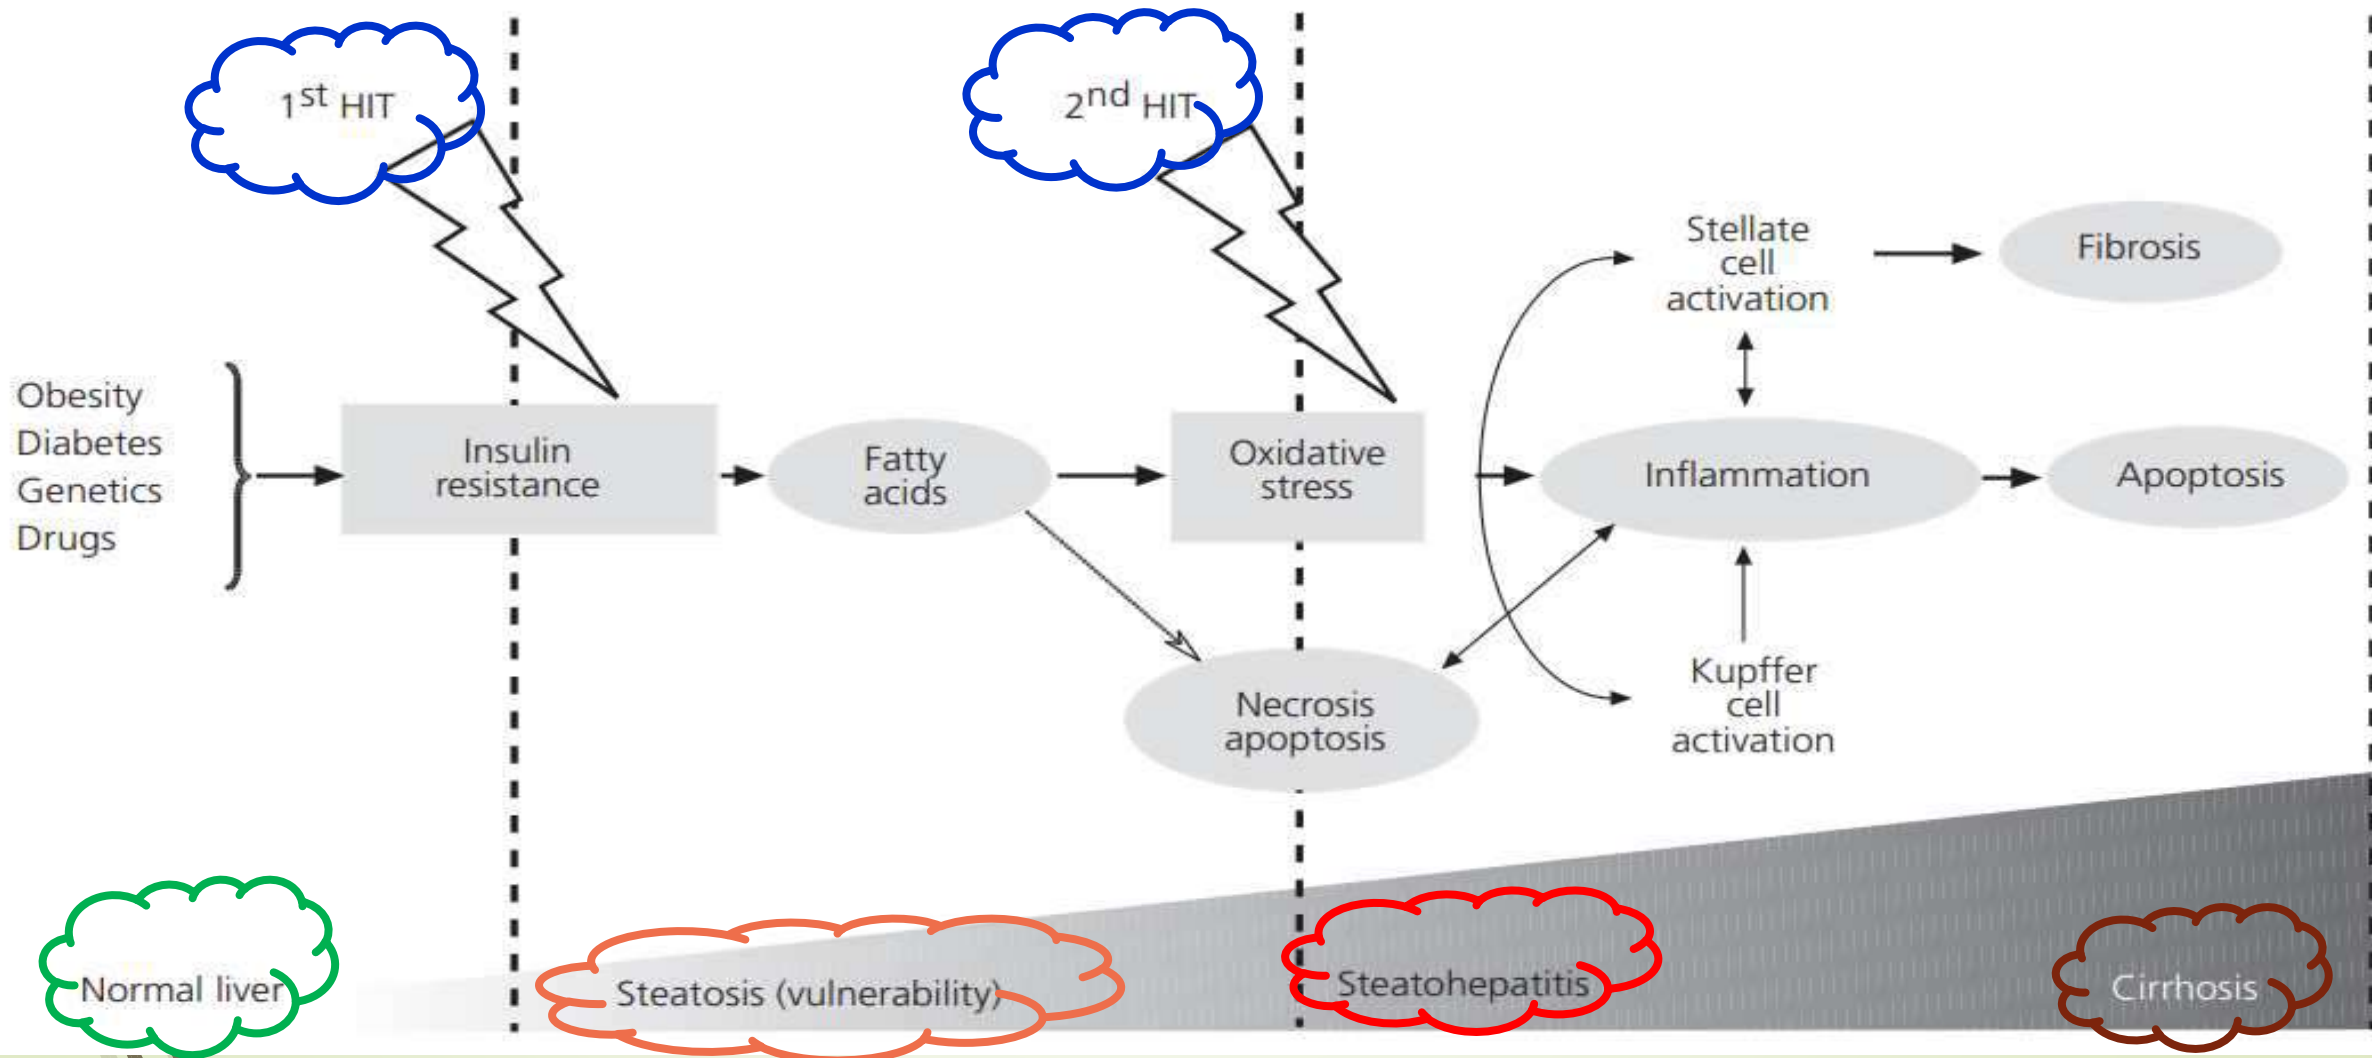 1st HIT
2nd HIT
Obesity
Diabetes
Genetics
Drugs
Insulin
resistance
Fatty
acids
Oxidative
stress
Necrosis
apoptosis
Stellate
cell
activation
Fibrosis
Inflammation
Apoptosis
Kupffer
cell
activation
Normal liver
Steatosis (vulnerability)
Steatohepatitis
Cirrhosis